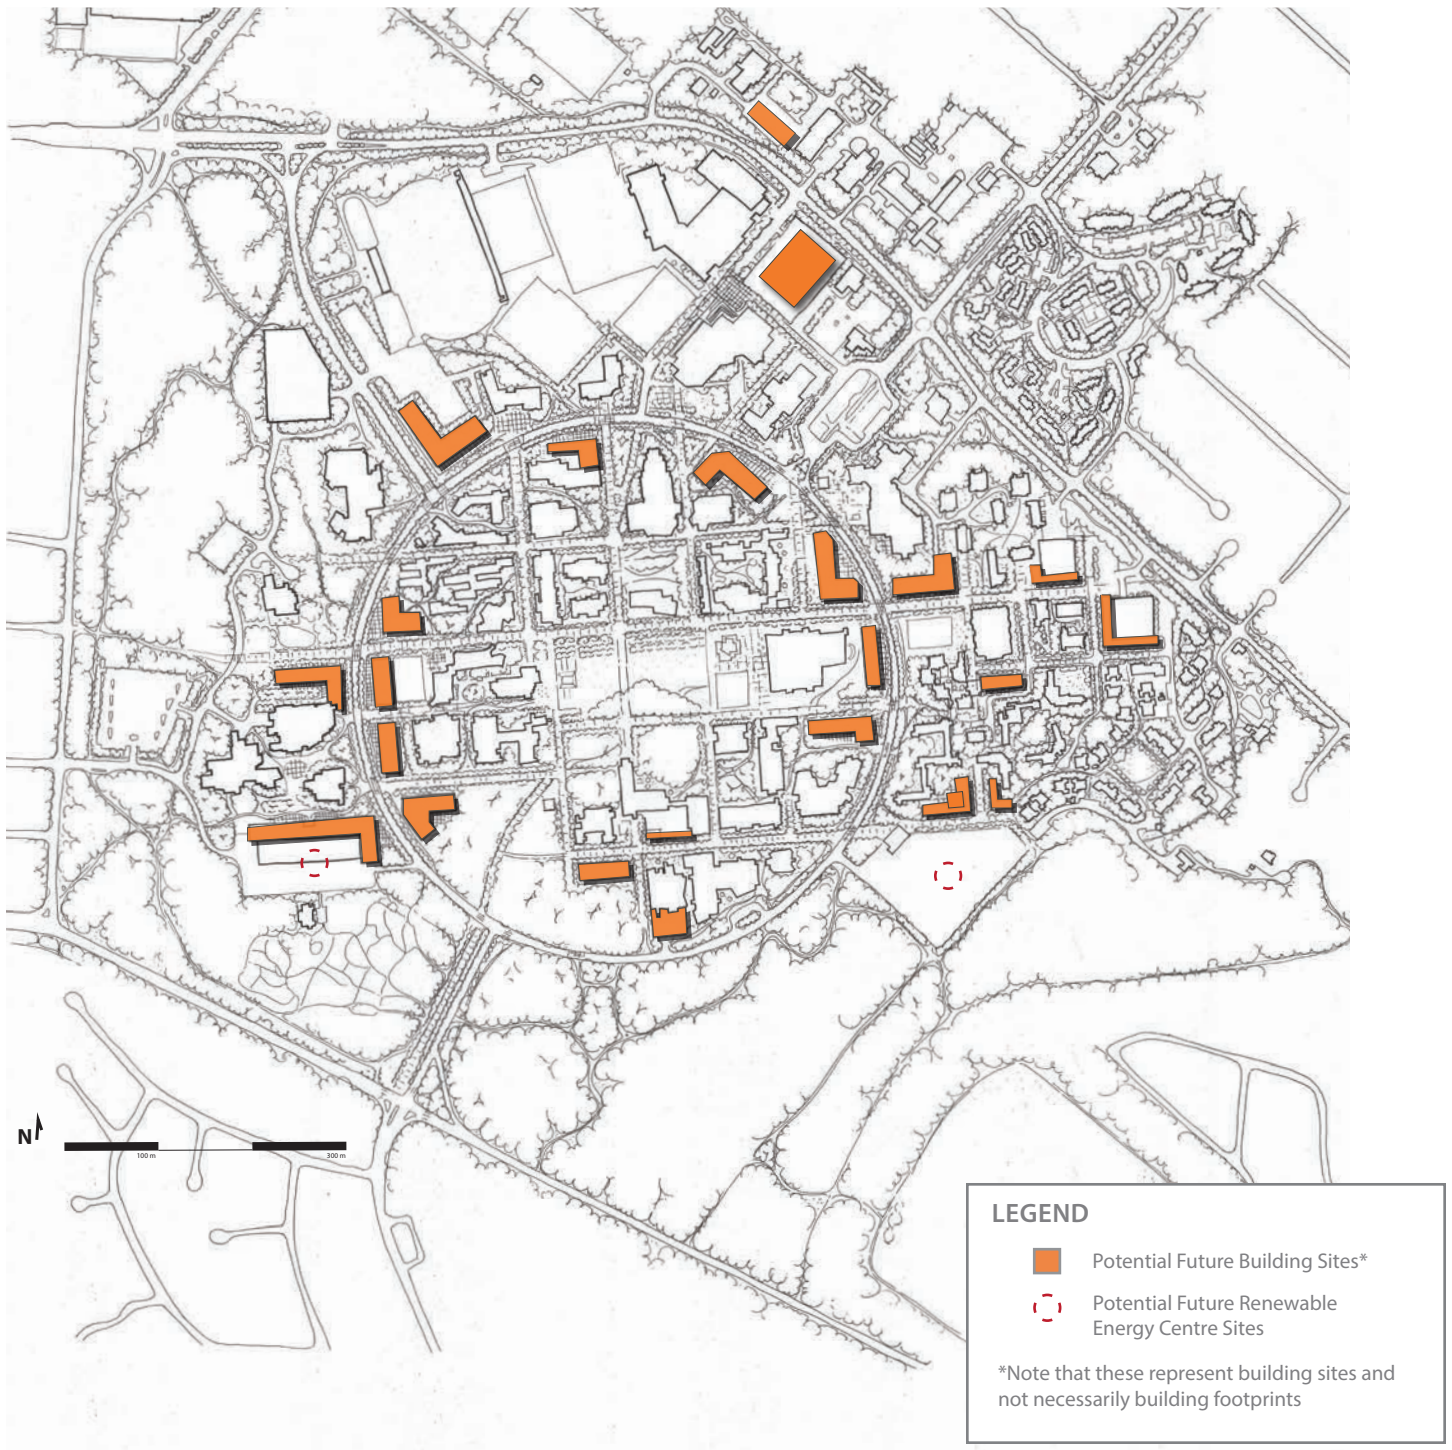 N
100 m
300 m
LEGEND
Potential Future Building Sites*
Potential Future Renewable
Energy Centre Sites
*Note that these represent building sites and
not necessarily building footprints